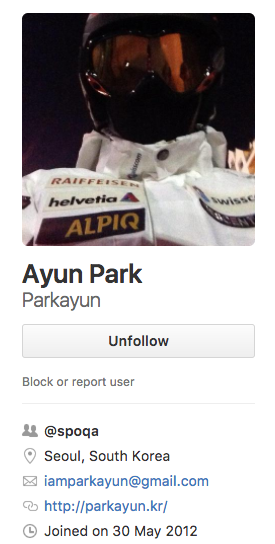 RAIFFEISEN
helvetia
ALPIQ
swissc
Ayun Park
Parkayun
Unfollow
Block or report user
@spoqa
Seoul, South Korea
iamparkayun@gmail.com
http://parkayun.kr/
Joined on 30 May 2012